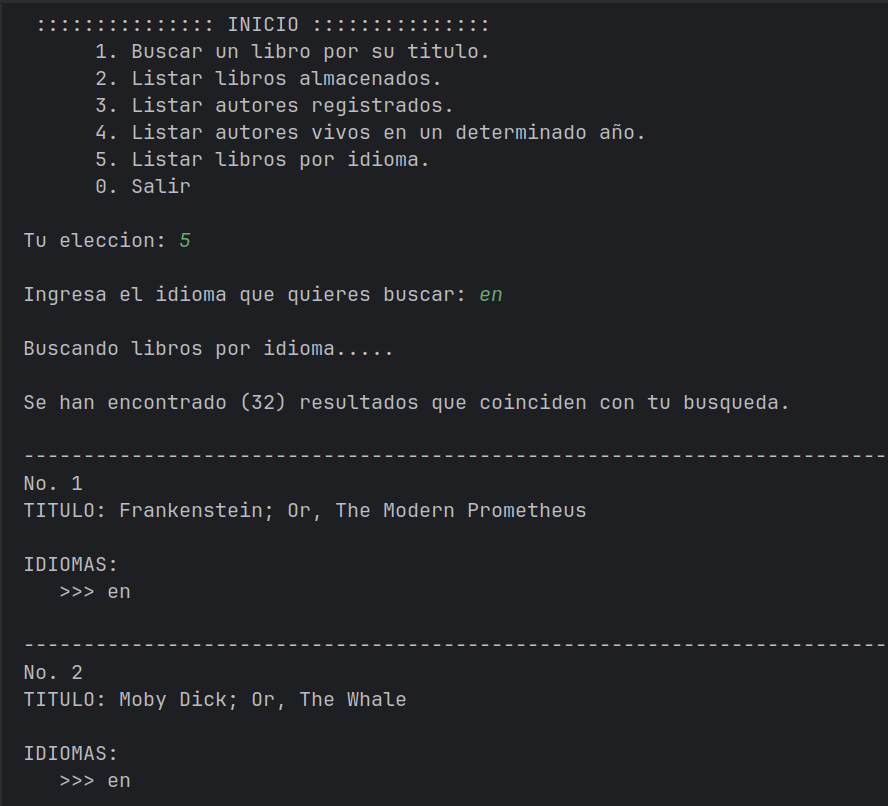 ::::::::::::::: INICIO :::::::::::::::
1. Buscar un libro por su titulo.
2. Listar libros almacenados.
3. Listar autores registrados.
4. Listar autores vivos en un determinado año.
5. Listar libros por idioma.
0. Salir
Tu eleccion: 5
Ingresa el idioma que quieres buscar: en
Buscando libros por idioma.....
Se han encontrado (32) resultados que coinciden con tu busqueda.
------------------------------------------------------------------------
No. 1
TITULO: Frankenstein; Or, The Modern Prometheus
IDIOMAS:
>>> en
------------------------------------------------------------------------
No. 2
TITULO: Moby Dick; Or, The Whale
IDIOMAS:
>>> en